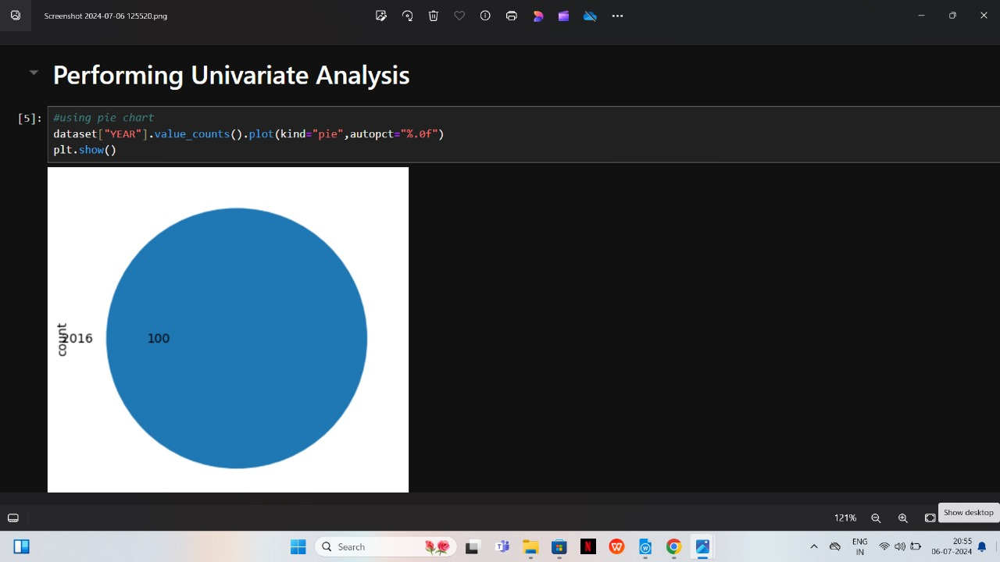 Screenshot 2024-07-06 125520.png
Performing Univariate Analysis
[5]:
#using pie chart
dataset["YEAR"].value_counts().plot(kind="pie",autopct="%.0f")
plt.show()
count
2016
100
121%
Show desktop
Search
ENG
IN
20:55
06-07-2024